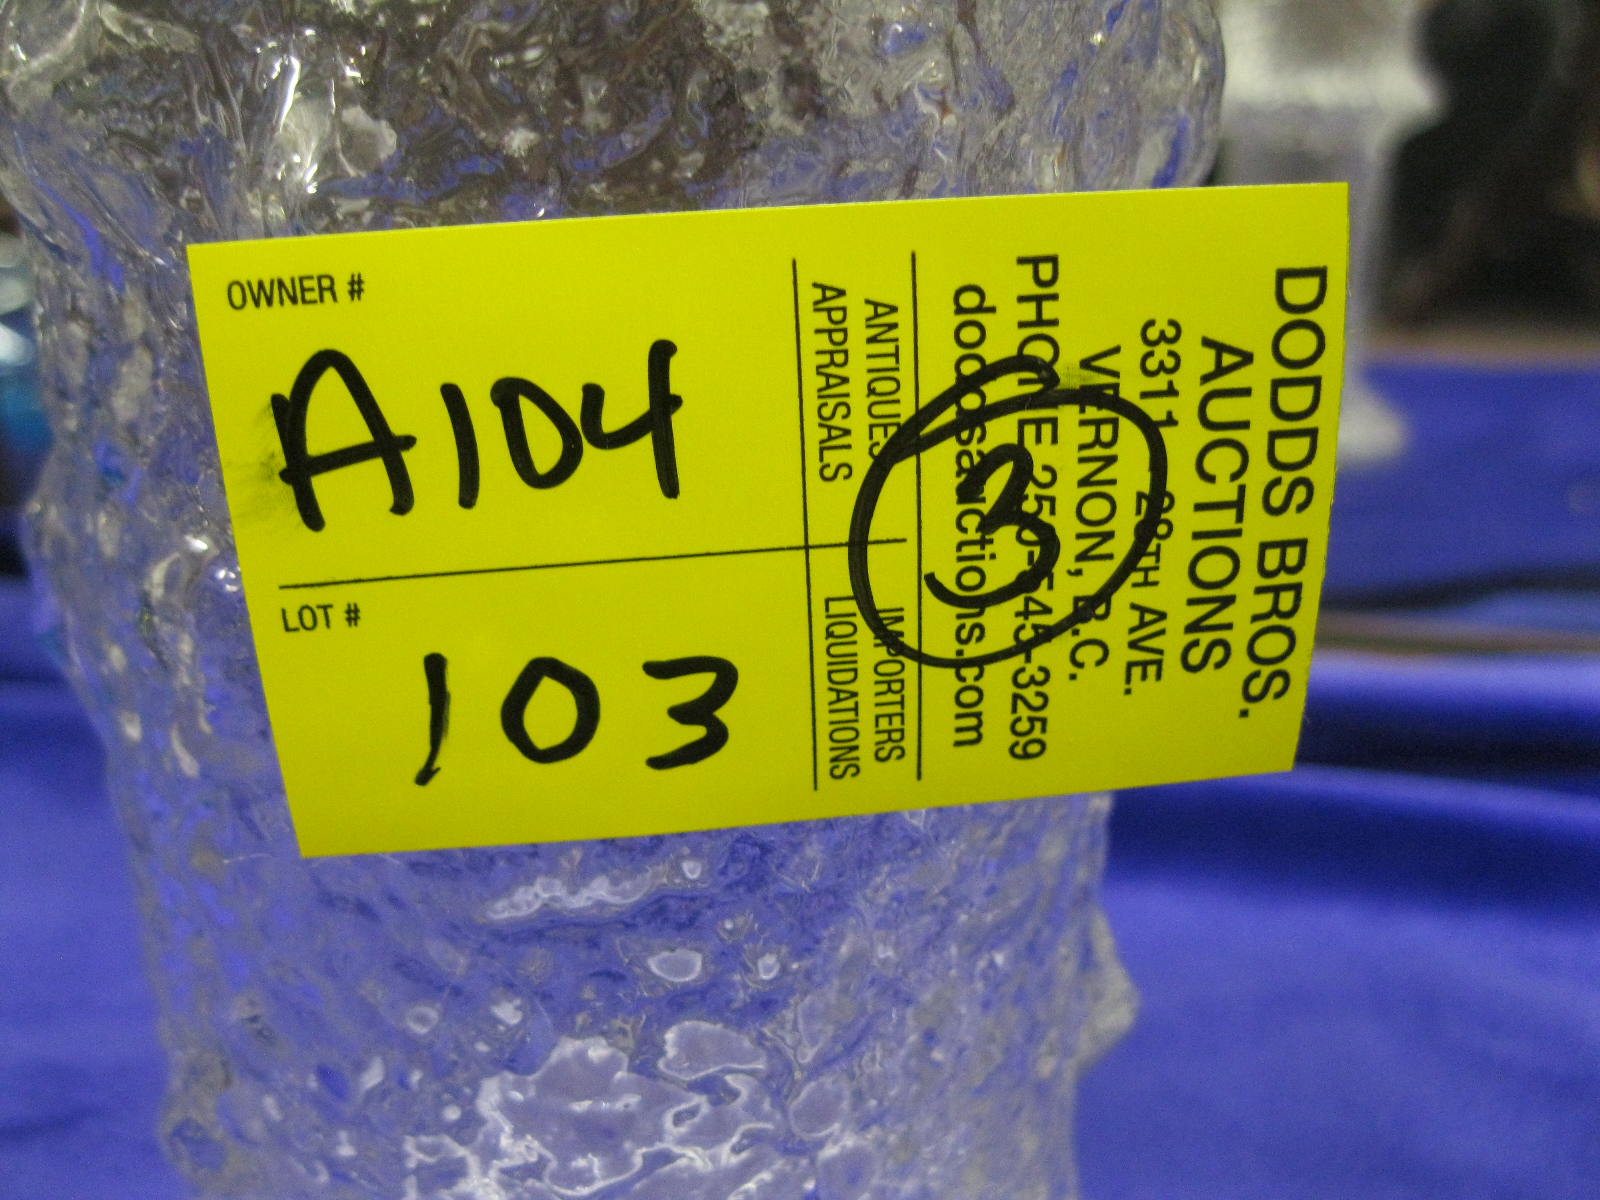 OWNER #
A104
LOT #
103
DODDS BROS.
AUCTIONS
3311 - 28TH AVE.
VERNON, B.C.
PHONE 250-545-3259
doddsauctions.com
ANTIQUES IMPORTERS
APPRAISALS LIQUIDATIONS
3